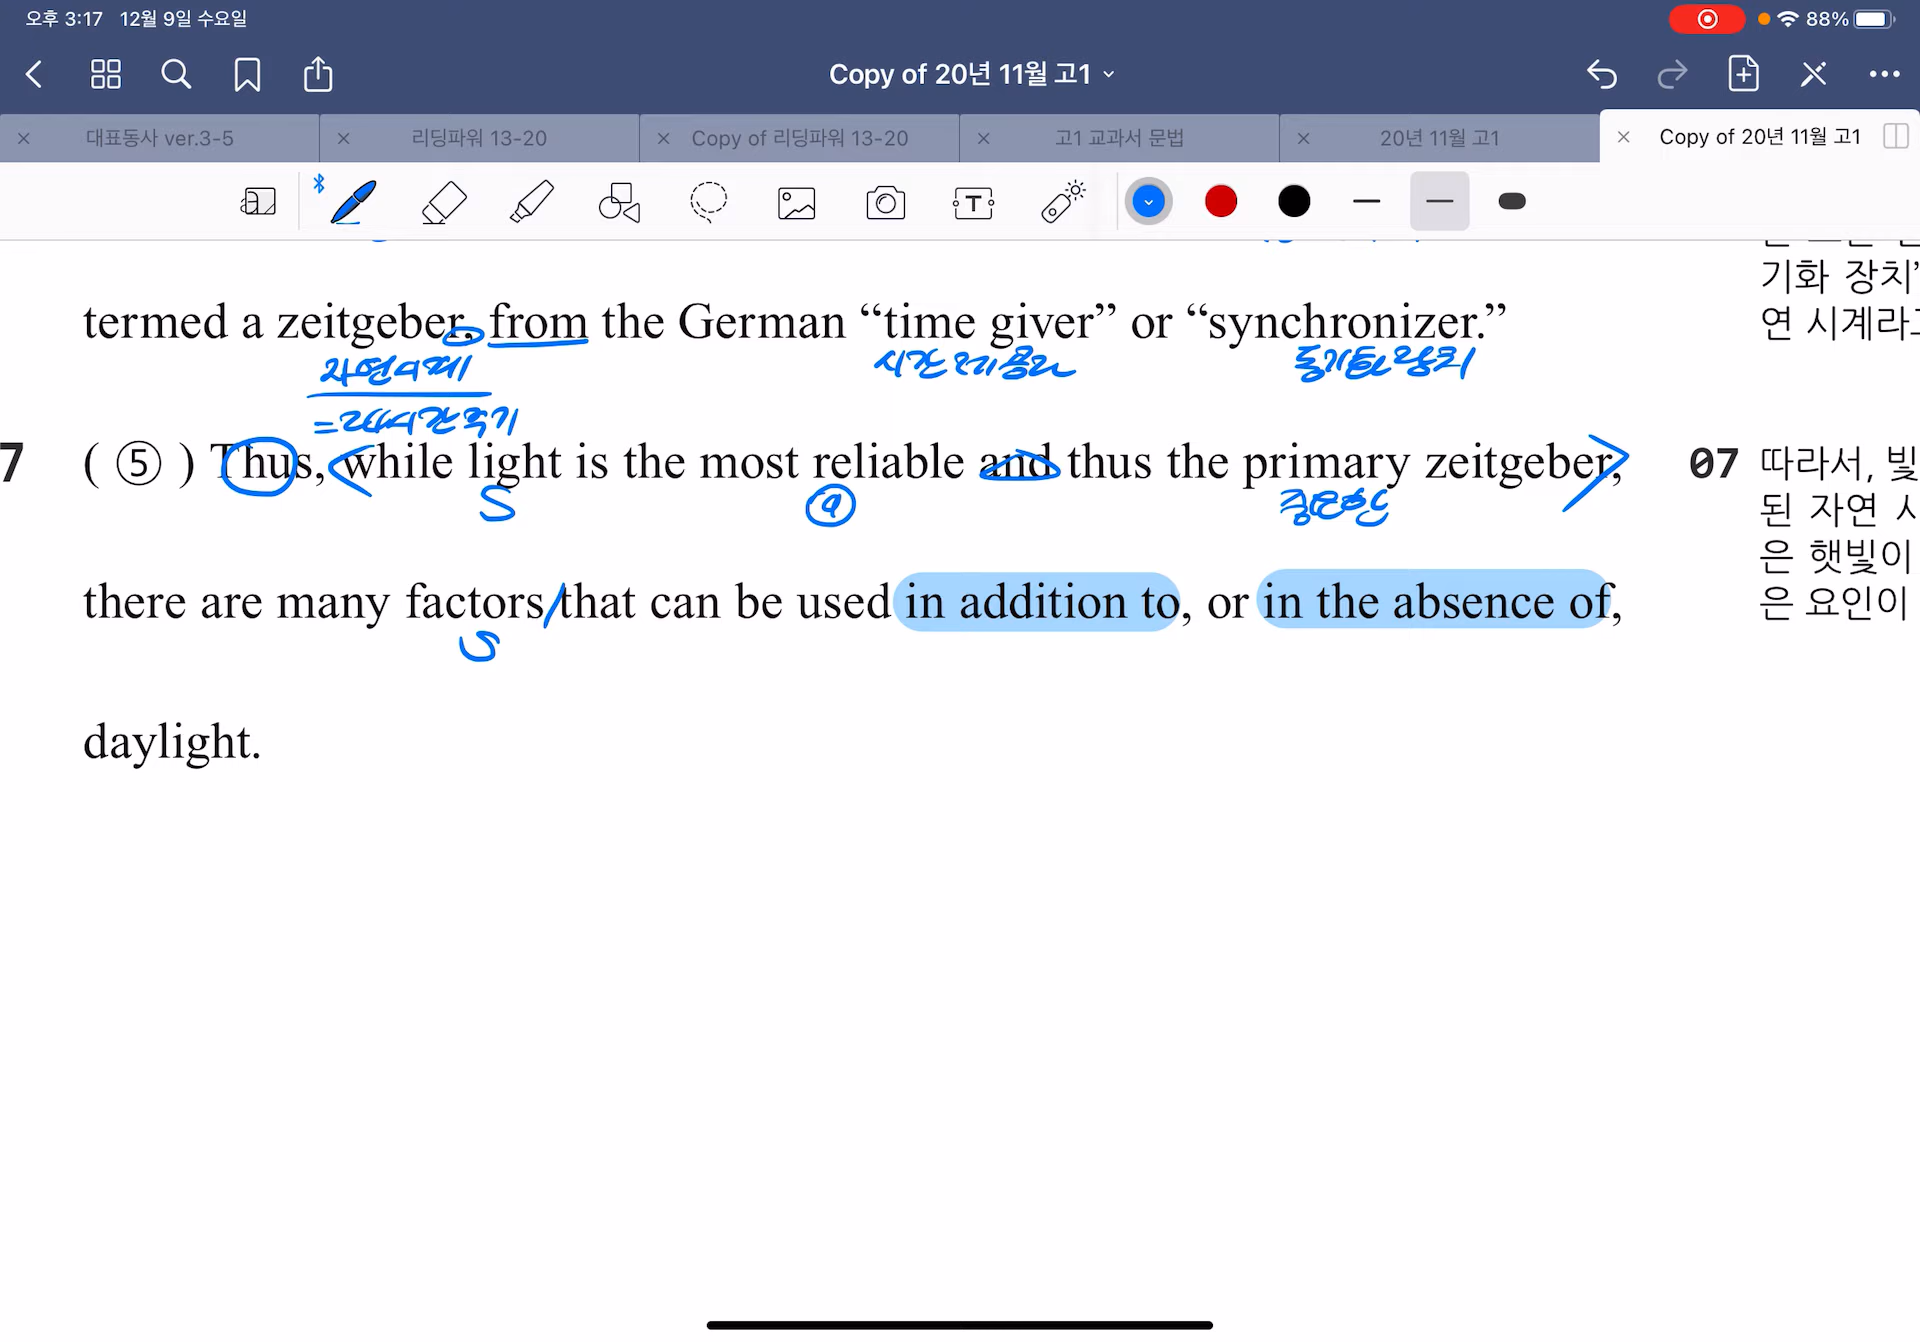 오후 3:17 12월 9일 수요일
88%
Copy of 20년 11월 고1
대표동사 ver.3-5
리딩파워 13-20
Copy of 리딩파워 13-20
고1 교과서 문법
20년 11월 고1
Copy of 20년 11월 고1
termed a zeitgeber, from the German “time giver” or “synchronizer.”
자연시계
시간 제공자
동기화 장치
=24시간 주기
7 ( ⑤ ) Thus, <while light is the most reliable and thus the primary zeitgeber,>
S
ⓐ
중요한
there are many factors/that can be used in addition to, or in the absence of,
S
daylight.
기화 장치”
연 시계라고
07 따라서, 빛
된 자연 시
은 햇빛이
은 요인이